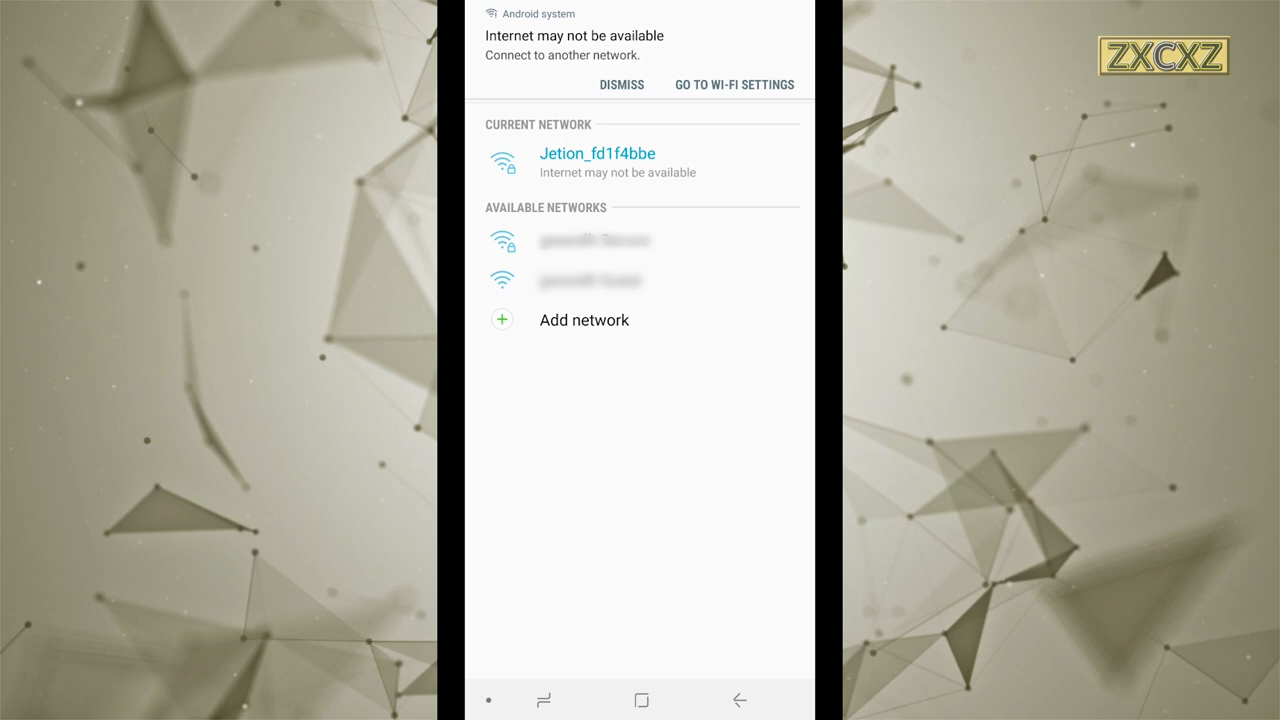 Android system
Internet may not be available
Connect to another network.
DISMISS GO TO WI-FI SETTINGS
CURRENT NETWORK
Jetion_fd1f4bbe
Internet may not be available
AVAILABLE NETWORKS
Add network
ZXCXZ